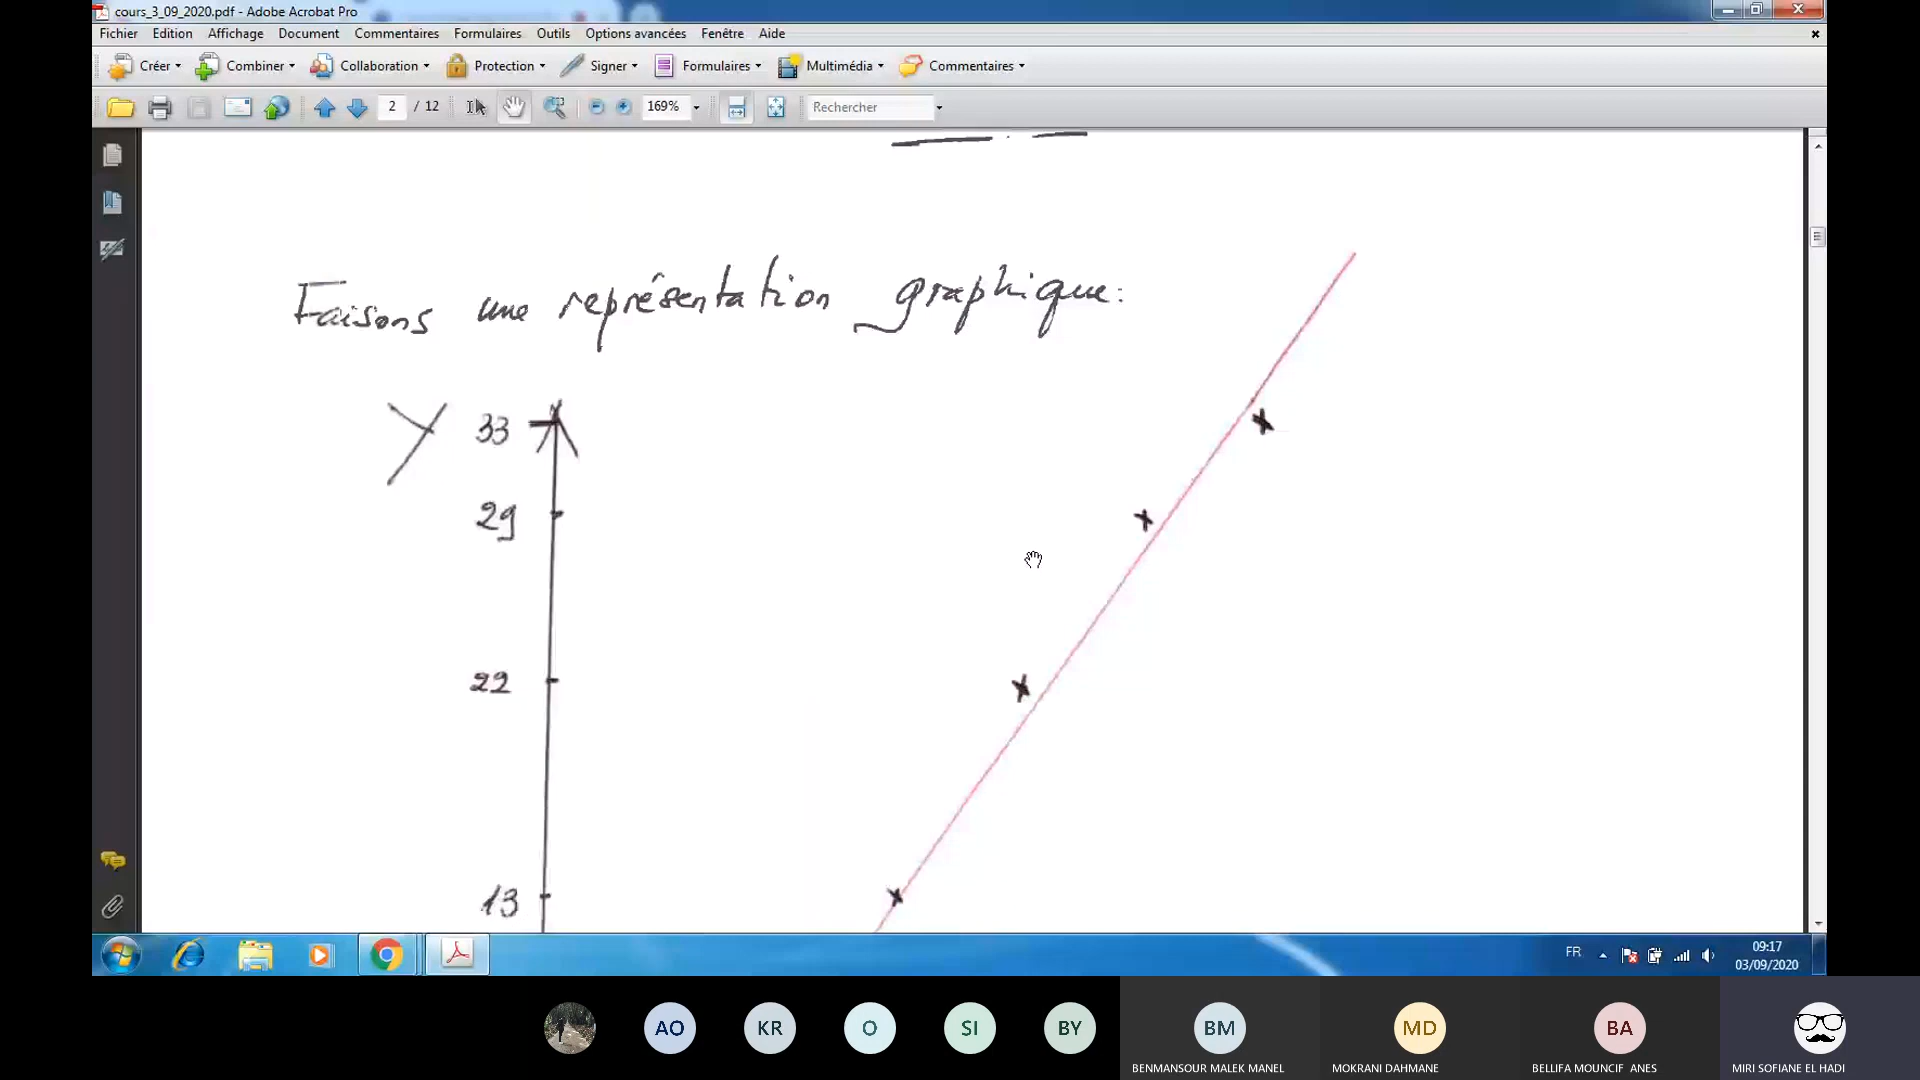 cours_3_09_2020.pdf - Adobe Acrobat Pro
Fichier Edition Affichage Document Commentaires Formulaires Outils Options avancées Fenêtre Aide
Créer Combiner Collaboration Protection Signer Formulaires Multimédia Commentaires
2 / 12 169% Rechercher
Faisons une représentation graphique:
Y 33
29
22
13
FR 09:17
03/09/2020
AO KR O SI BY BM MD BA
BENMANSOUR MALEK MANEL MOKRANI DAHMANE BELLIFA MOUNCIF ANES MIRI SOFIANE EL HADI